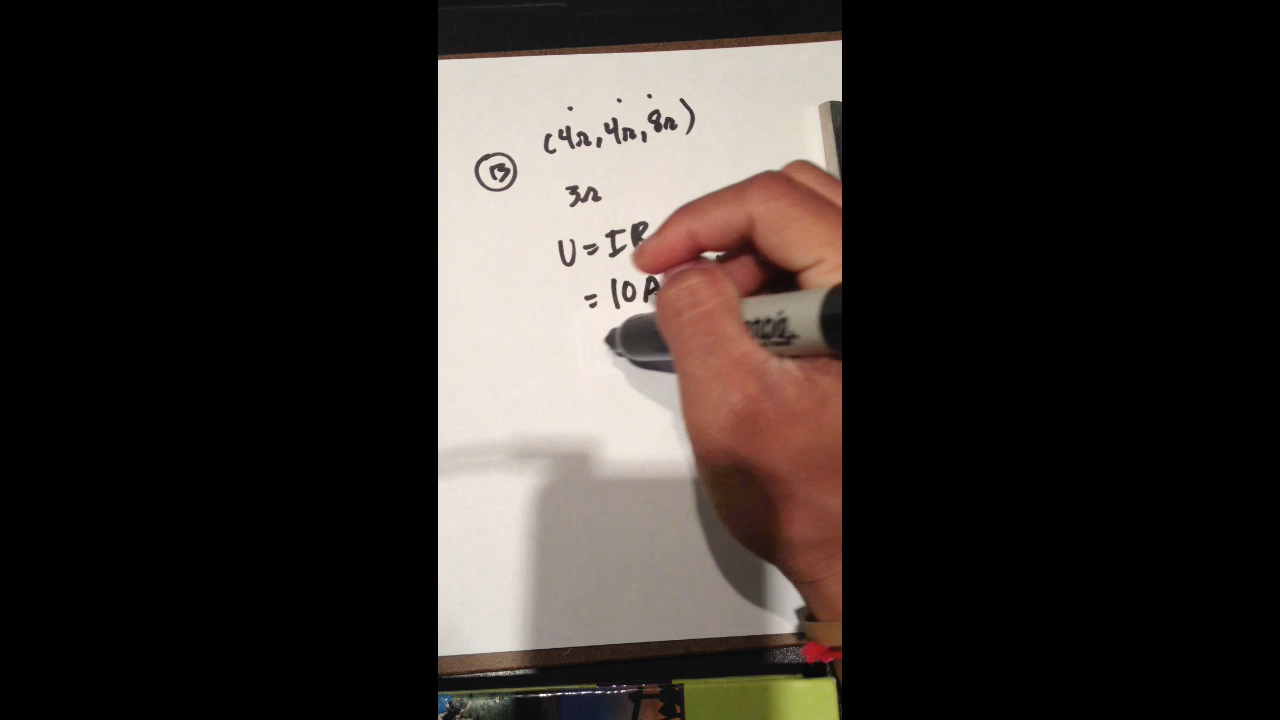 (4Ω, 4Ω, 8Ω)
13
3Ω
U = IR
= 10A